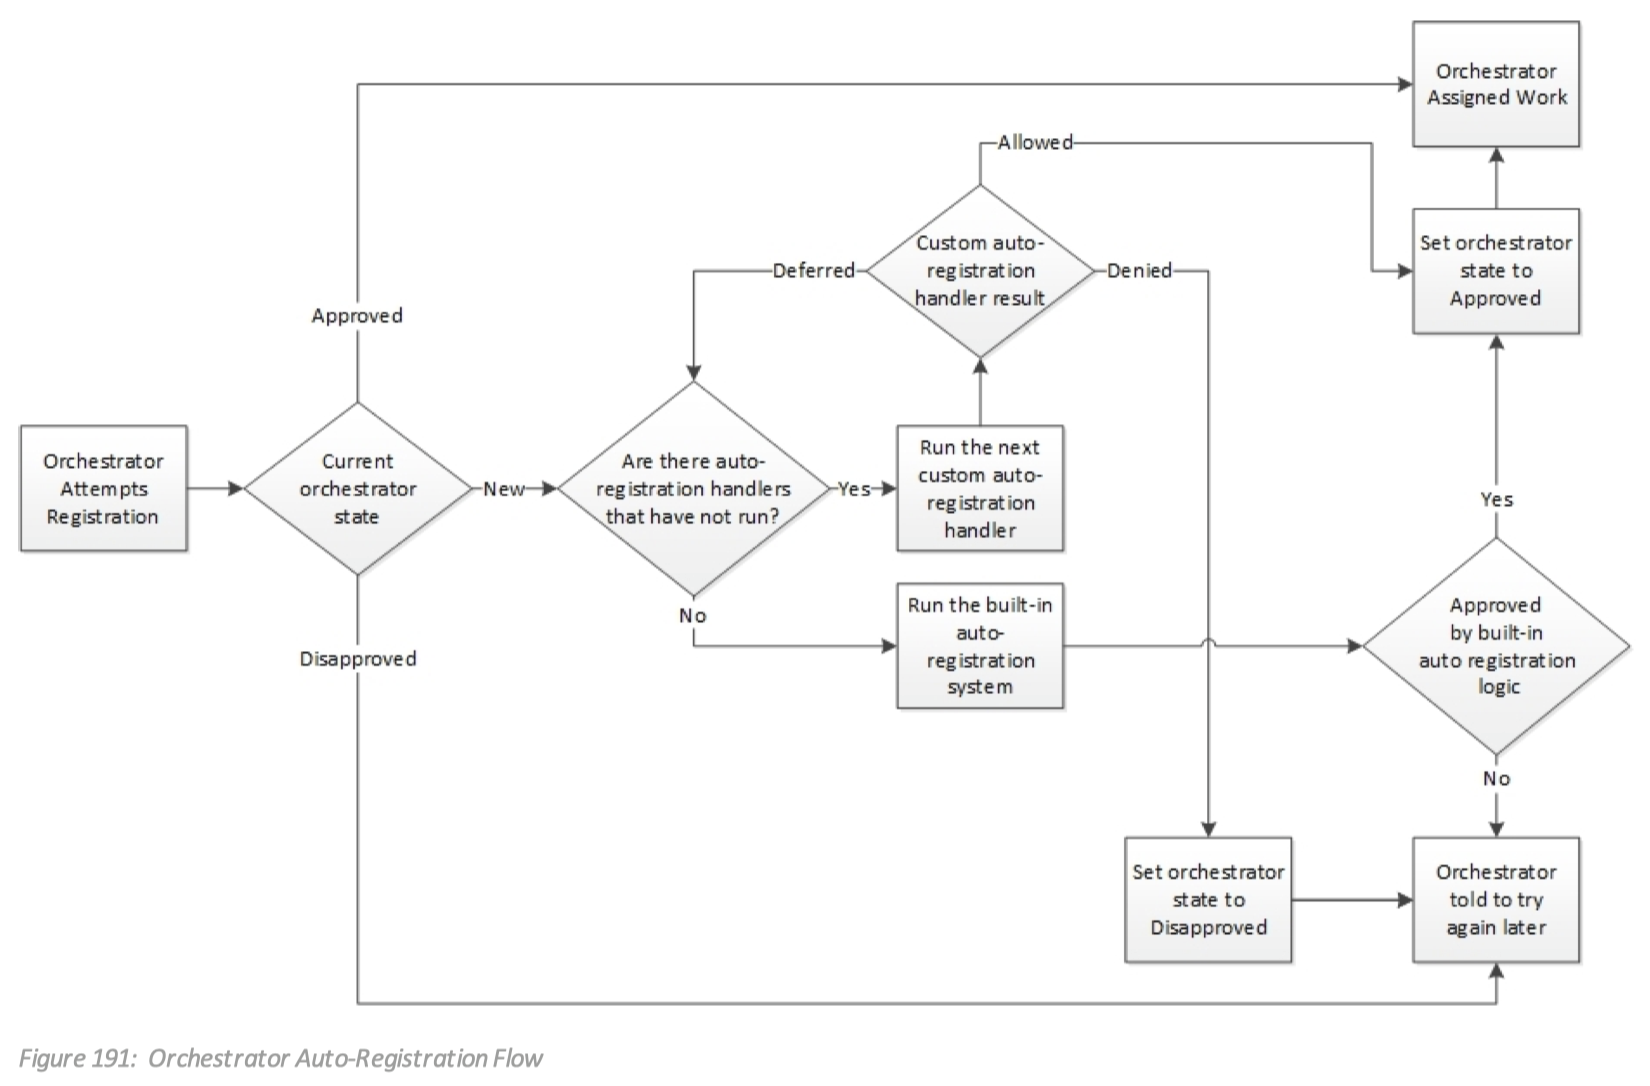 Orchestrator
Assigned Work
Allowed
Custom auto-
registration
handler result
Deferred
Denied
Set orchestrator
state to
Approved
Approved
Orchestrator
Attempts
Registration
Current
orchestrator
state
New
Are there auto-
registration handlers
that have not run?
Yes
Run the next
custom auto-
registration
handler
Yes
No
Run the built-in
auto-
registration
system
Approved
by built-in
auto registration
logic
Disapproved
No
Set orchestrator
state to
Disapproved
Orchestrator
told to try
again later
Figure 191:  Orchestrator Auto-Registration Flow